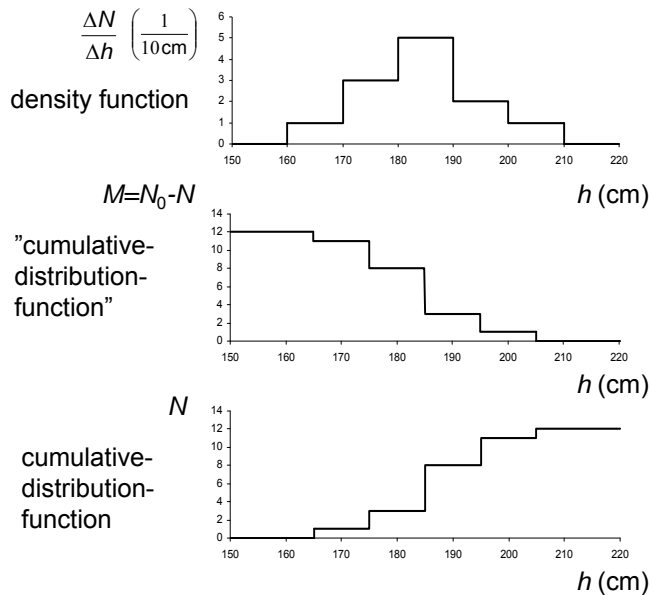 ΔN/Δh (1/10 cm)
density function
6
5
4
3
2
1
0
150 160 170 180 190 200 210 220
h (cm)
M=N₀-N
"cumulative-
distribution-
function"
14
12
10
8
6
4
2
0
150 160 170 180 190 200 210 220
h (cm)
N
cumulative-
distribution-
function
14
12
10
8
6
4
2
0
150 160 170 180 190 200 210 220
h (cm)